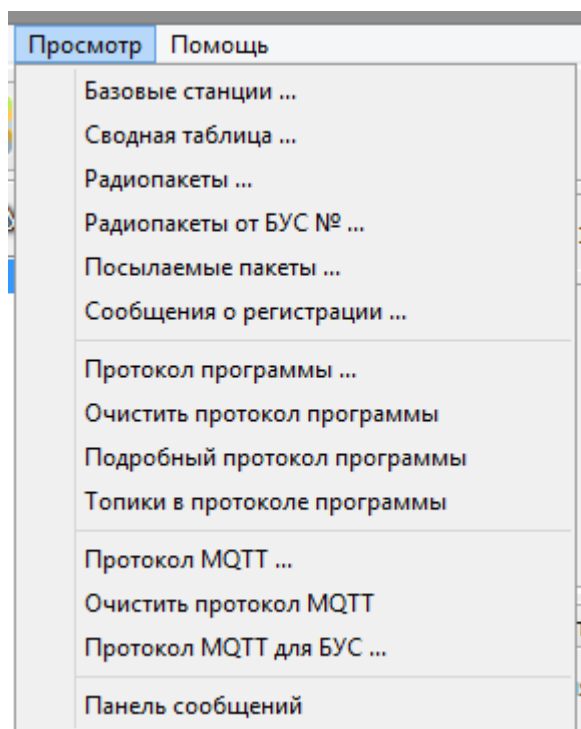 Просмотр Помощь
Базовые станции ...
Сводная таблица ...
Радиопакеты ...
Радиопакеты от БУС № ...
Посылаемые пакеты ...
Сообщения о регистрации ...
Протокол программы ...
Очистить протокол программы
Подробный протокол программы
Топики в протоколе программы
Протокол MQTT ...
Очистить протокол MQTT
Протокол MQTT для БУС ...
Панель сообщений